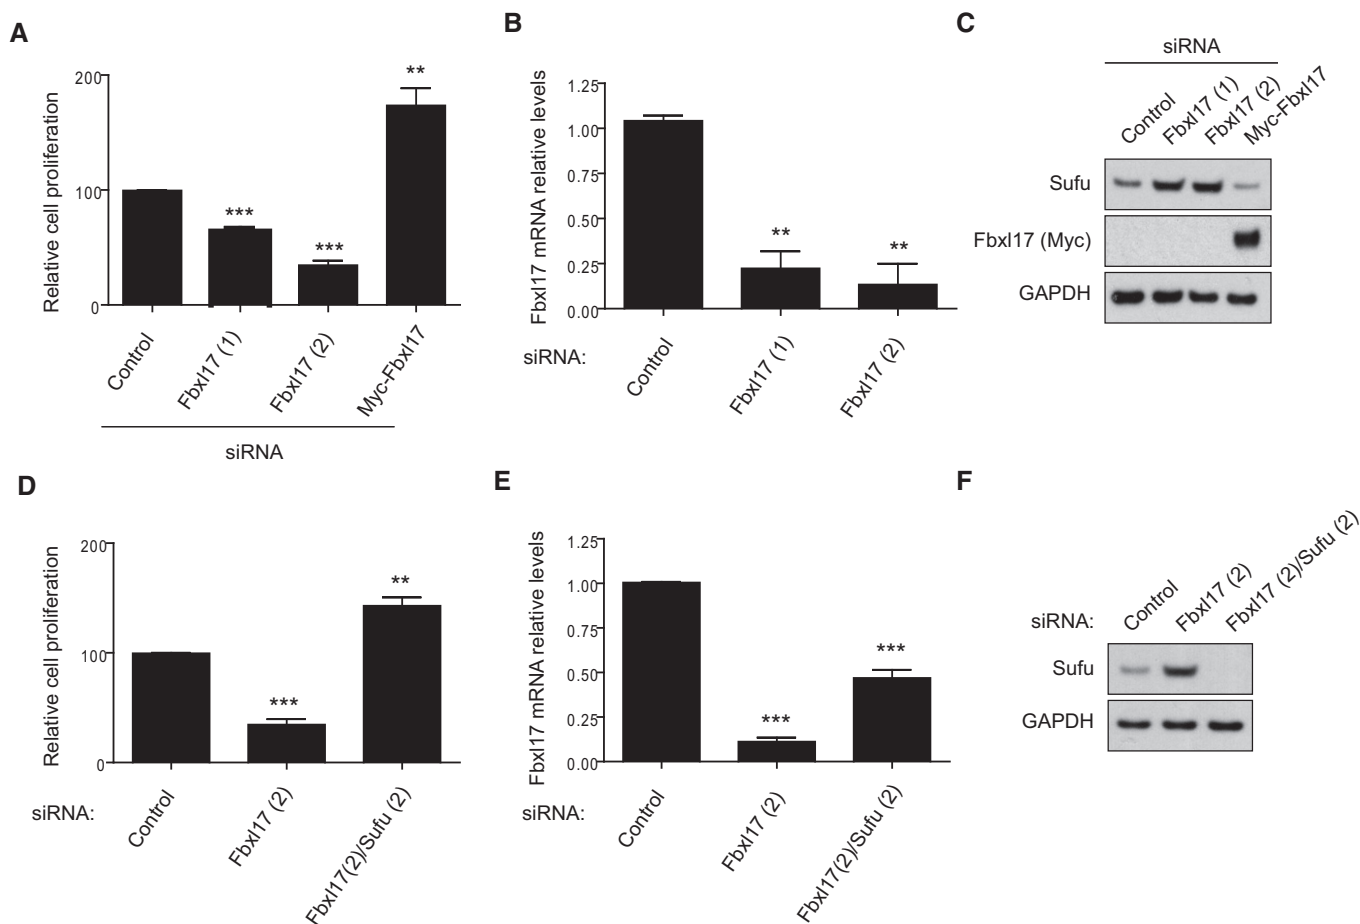 A
Relative cell proliferation
200
100
0
**
***
***
Control
Fbxl17 (1)
Fbxl17 (2)
Myc-Fbxl17
siRNA
B
Fbxl17 mRNA relative levels
1.25
1.00
0.75
0.50
0.25
0.00
**
**
siRNA:
Control
Fbxl17 (1)
Fbxl17 (2)
C
siRNA
Control
Fbxl17 (1)
Fbxl17 (2)
Myc-Fbxl17
Sufu
Fbxl17 (Myc)
GAPDH
D
Relative cell proliferation
200
100
0
***
**
siRNA:
Control
Fbxl17 (2)
Fbxl17(2)/Sufu (2)
E
Fbxl17 mRNA relative levels
1.25
1.00
0.75
0.50
0.25
0.00
***
***
siRNA:
Control
Fbxl17 (2)
Fbxl17(2)/Sufu (2)
F
siRNA:
Control
Fbxl17 (2)
Fbxl17 (2)/Sufu (2)
Sufu
GAPDH